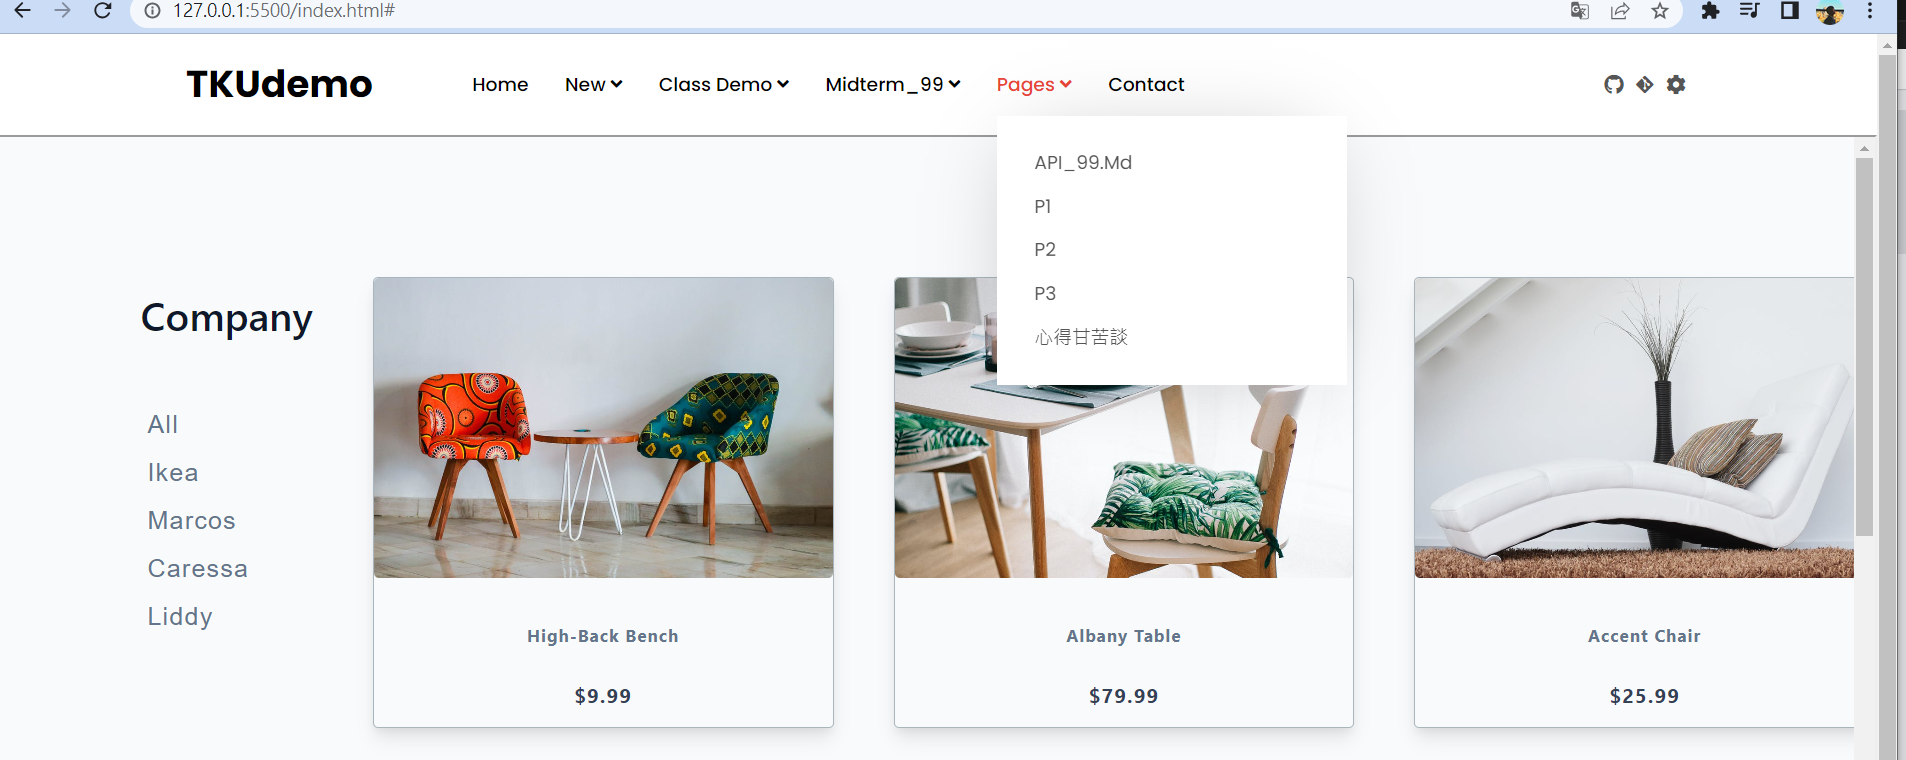 127.0.0.1:5500/index.html#
TKUdemo
Home
New
Class Demo
Midterm_99
Pages
Contact
API_99.Md
P1
P2
P3
心得甘苦談
Company
All
Ikea
Marcos
Caressa
Liddy
High-Back Bench
$9.99
Albany Table
$79.99
Accent Chair
$25.99